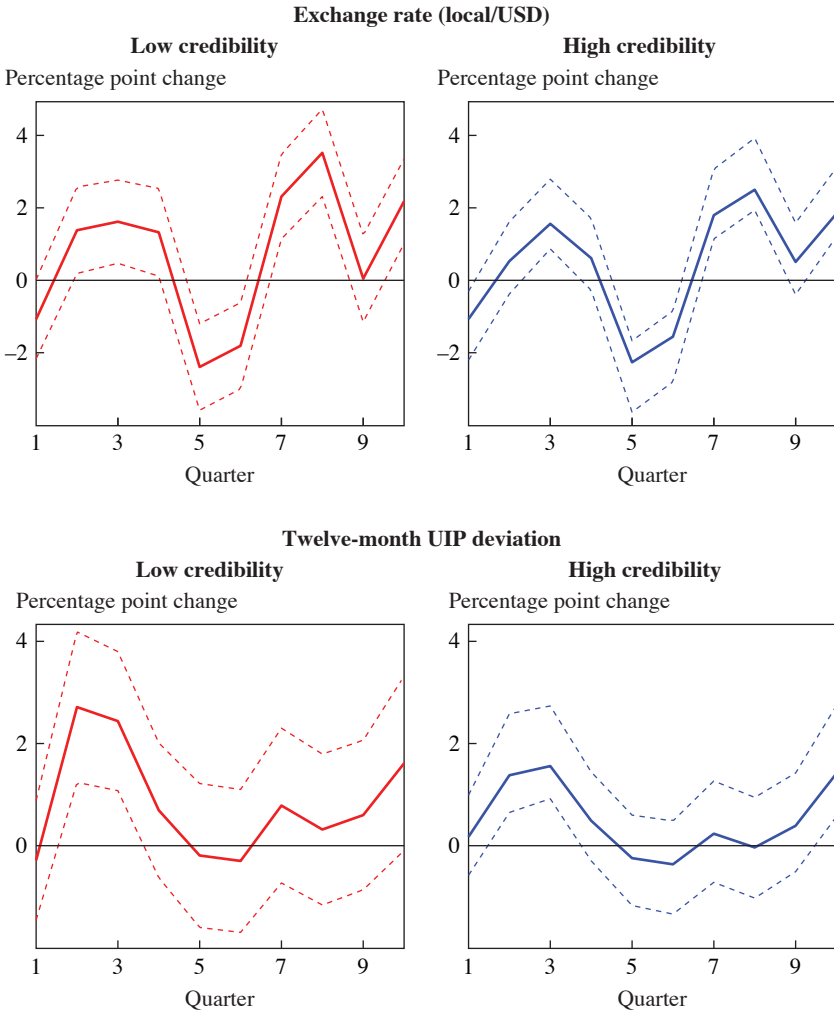 Exchange rate (local/USD)
Low credibility
High credibility
Percentage point change
Percentage point change
4
2
0
–2
4
2
0
–2
1 3 5 7 9
1 3 5 7 9
Quarter
Quarter
Twelve-month UIP deviation
Low credibility
High credibility
Percentage point change
Percentage point change
4
2
0
4
2
0
1 3 5 7 9
1 3 5 7 9
Quarter
Quarter